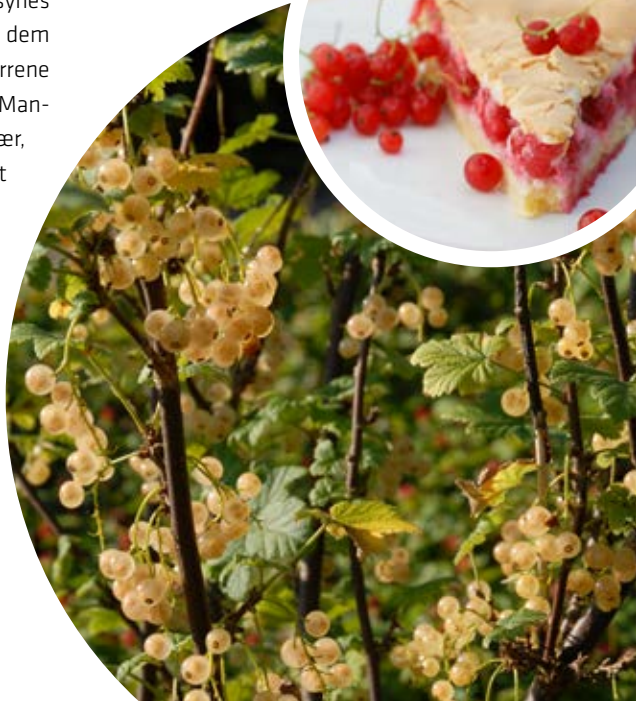 synes
dem
rrene
Man-
ær,
t